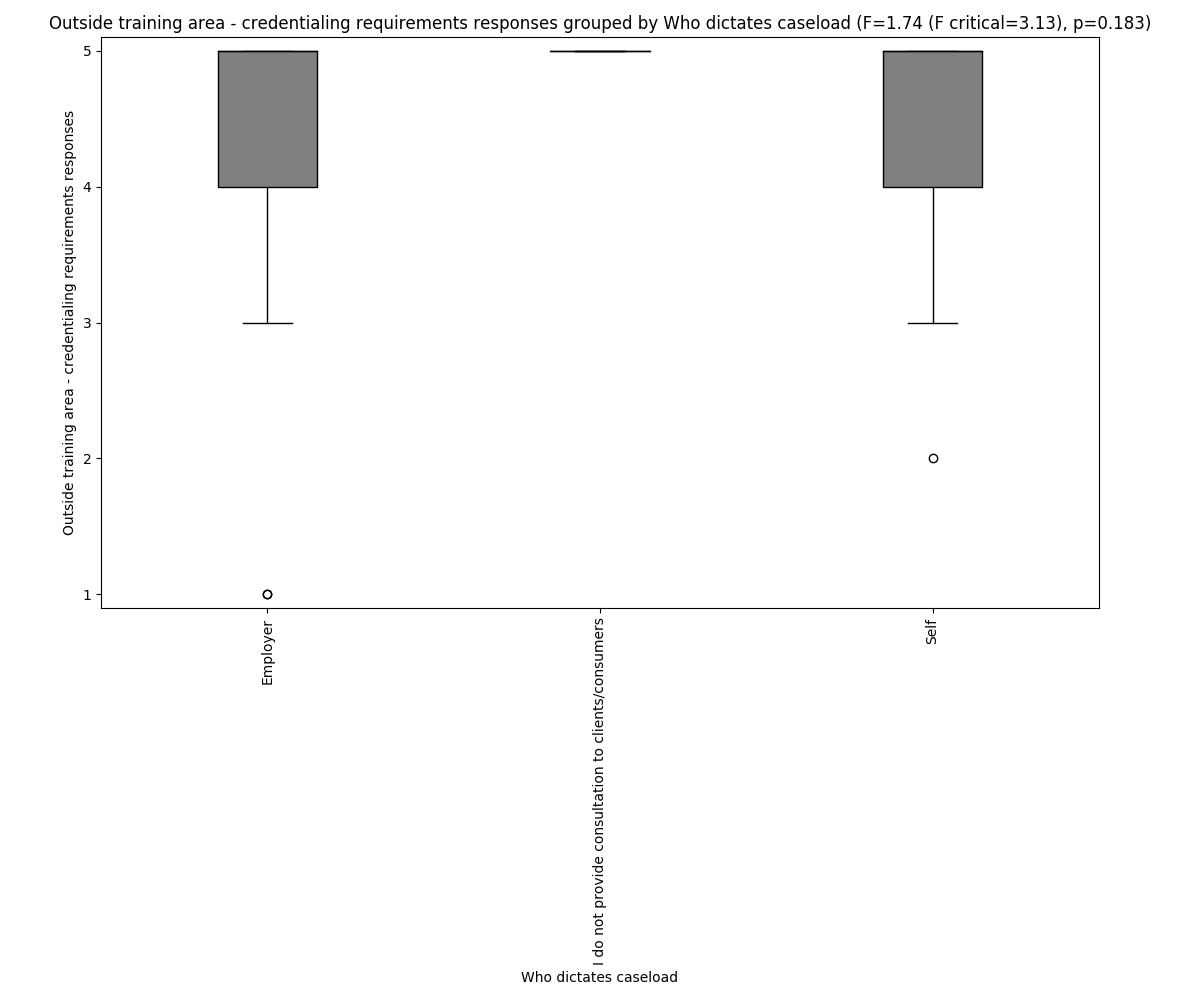 Outside training area - credentialing requirements responses grouped by Who dictates caseload (F=1.74 (F critical=3.13), p=0.183)
Outside training area - credentialing requirements responses
5
4
3
2
1
Employer
I do not provide consultation to clients/consumers
Self
Who dictates caseload